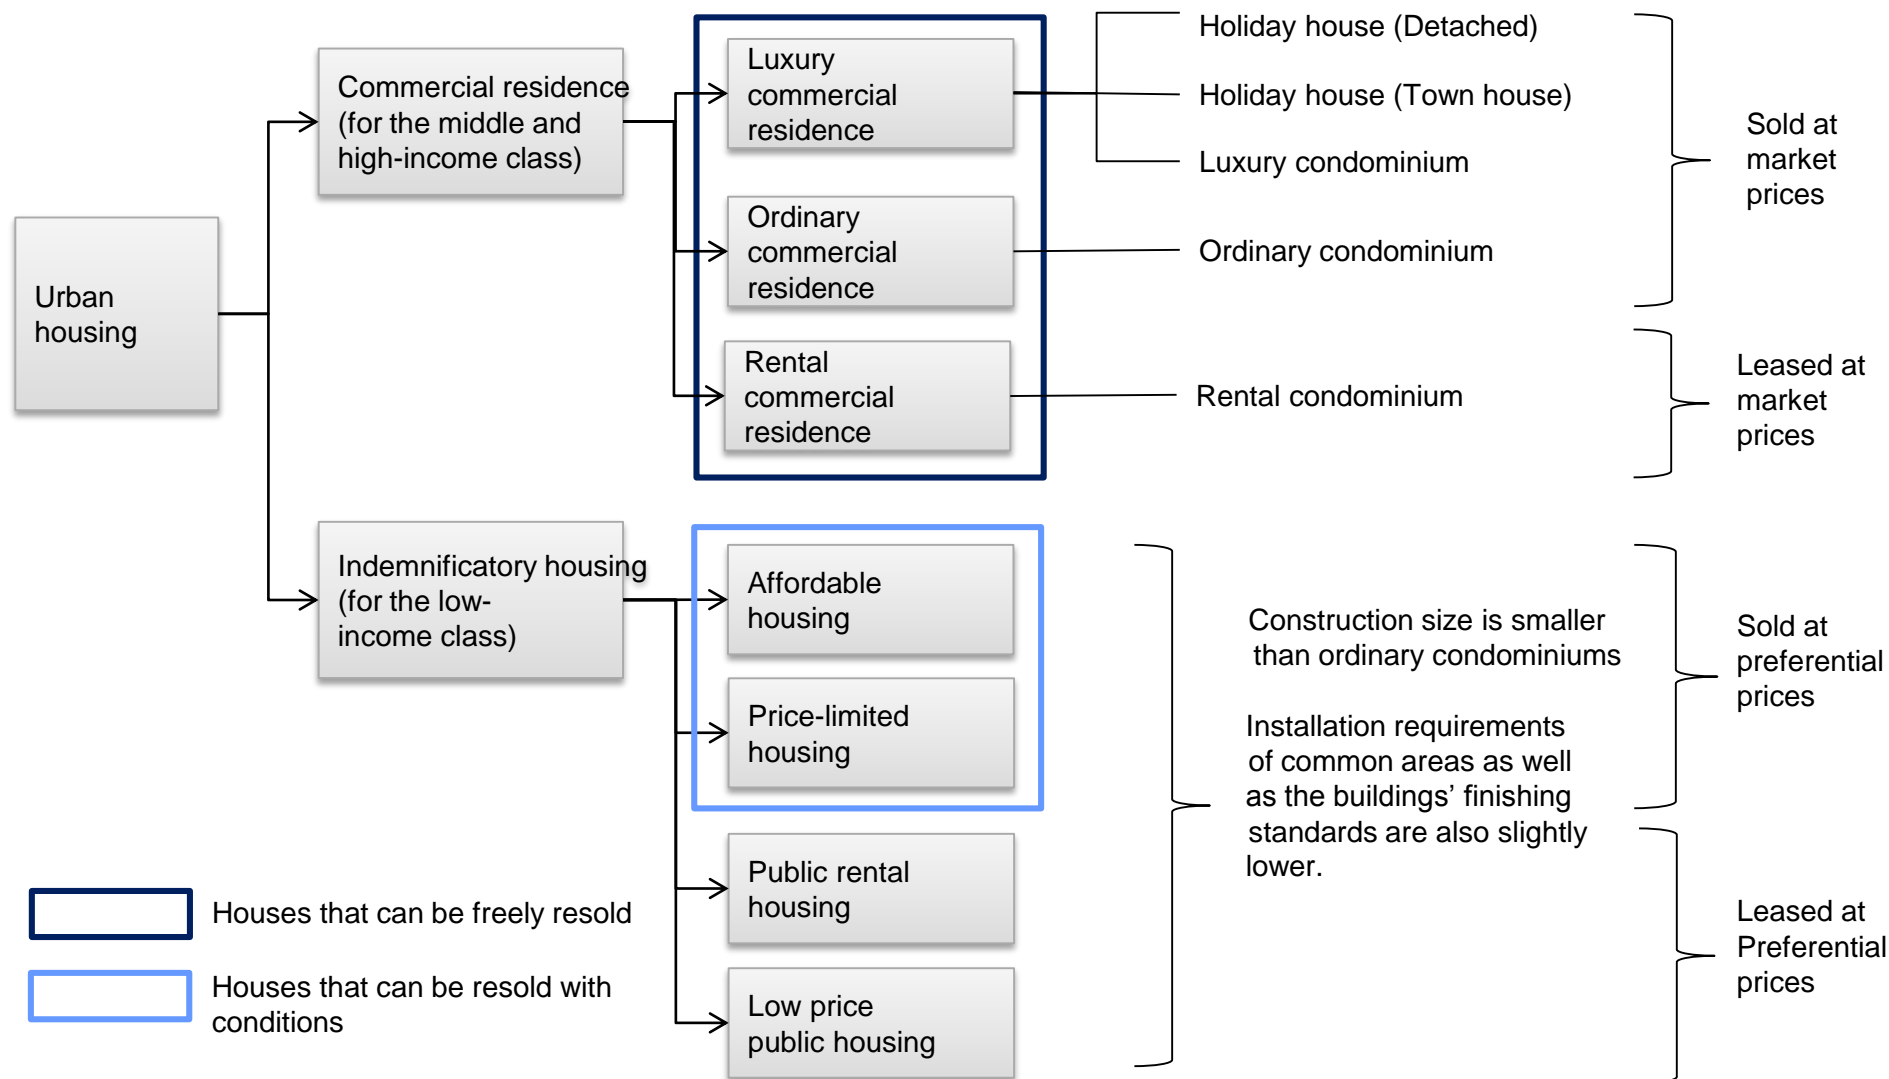 Urban
housing
Commercial residence
(for the middle and
high-income class)
Luxury
commercial
residence
Ordinary
commercial
residence
Rental
commercial
residence
Holiday house (Detached)
Holiday house (Town house)
Luxury condominium
Ordinary condominium
Rental condominium
Sold at
market
prices
Leased at
market
prices
Indemnificatory housing
(for the low-
income class)
Affordable
housing
Price-limited
housing
Public rental
housing
Low price
public housing
Construction size is smaller
than ordinary condominiums
Installation requirements
of common areas as well
as the buildings’ finishing
standards are also slightly
lower.
Sold at
preferential
prices
Leased at
Preferential
prices
Houses that can be freely resold
Houses that can be resold with
conditions